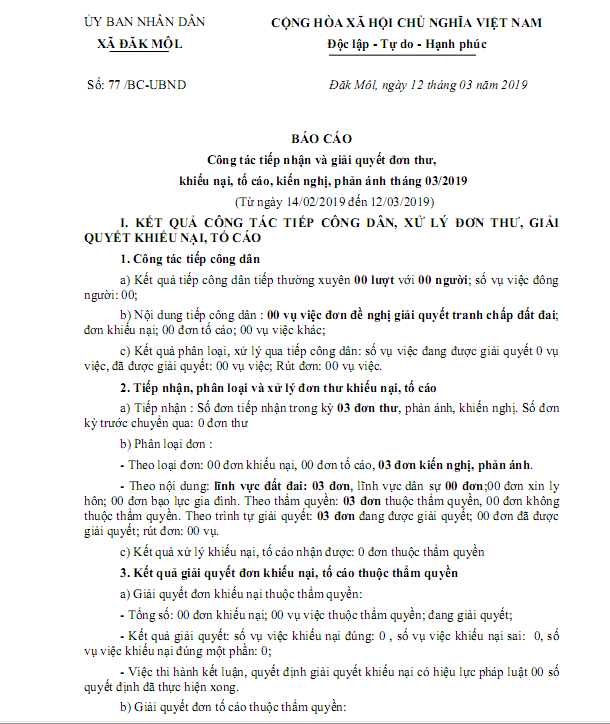 ỦY BAN NHÂN DÂN
XÃ ĐĂK MÔL
CỘNG HÒA XÃ HỘI CHỦ NGHĨA VIỆT NAM
Độc lập - Tự do - Hạnh phúc
Số: 77 /BC-UBND
Đăk Môl, ngày 12 tháng 03 năm 2019
BÁO CÁO
Công tác tiếp nhận và giải quyết đơn thư,
khiếu nại, tố cáo, kiến nghị, phản ánh tháng 03/2019
(Từ ngày 14/02/2019 đến 12/03/2019)
I. KẾT QUẢ CÔNG TÁC TIẾP CÔNG DÂN, XỬ LÝ ĐƠN THƯ, GIẢI
QUYẾT KHIẾU NẠI, TỐ CÁO
1. Công tác tiếp công dân
a) Kết quả tiếp công dân tiếp thường xuyên 00 lượt với 00 người; số vụ việc đông
người: 00;
b) Nội dung tiếp công dân : 00 vụ việc đơn đề nghị giải quyết tranh chấp đất đai;
đơn khiếu nại; 00 đơn tố cáo; 00 vụ việc khác;
c) Kết quả phân loại, xử lý qua tiếp công dân: số vụ việc đang được giải quyết 0 vụ
việc, đã được giải quyết: 00 vụ việc; Rút đơn: 00 vụ việc.
2. Tiếp nhận, phân loại và xử lý đơn thư khiếu nại, tố cáo
a) Tiếp nhận : Số đơn tiếp nhận trong kỳ 03 đơn thư, phản ánh, khiến nghị. Số đơn
kỳ trước chuyển qua: 0 đơn thư
b) Phân loại đơn :
- Theo loại đơn: 00 đơn khiếu nại, 00 đơn tố cáo, 03 đơn kiến nghị, phản ánh.
- Theo nội dung: lĩnh vực đất đai: 03 đơn, lĩnh vực dân sự 00 đơn;00 đơn xin ly
hôn; 00 đơn bạo lực gia đình. Theo thẩm quyền: 03 đơn thuộc thẩm quyền, 00 đơn không
thuộc thẩm quyền. Theo trình tự giải quyết: 03 đơn đang được giải quyết; 00 đơn đã được
giải quyết; rút đơn: 00 vụ.
c) Kết quả xử lý khiếu nại, tố cáo nhận được: 0 đơn thuộc thẩm quyền
3. Kết quả giải quyết đơn khiếu nại, tố cáo thuộc thẩm quyền
a) Giải quyết đơn khiếu nại thuộc thẩm quyền:
- Tổng số: 00 đơn khiếu nại; 00 vụ việc thuộc thẩm quyền; đang giải quyết;
- Kết quả giải quyết: số vụ việc khiếu nại đúng: 0 , số vụ việc khiếu nại sai: 0, số
vụ việc khiếu nại đúng một phần: 0;
- Việc thi hành kết luận, quyết định giải quyết khiếu nại có hiệu lực pháp luật 00 số
quyết định đã thực hiện xong.
b) Giải quyết đơn tố cáo thuộc thẩm quyền: